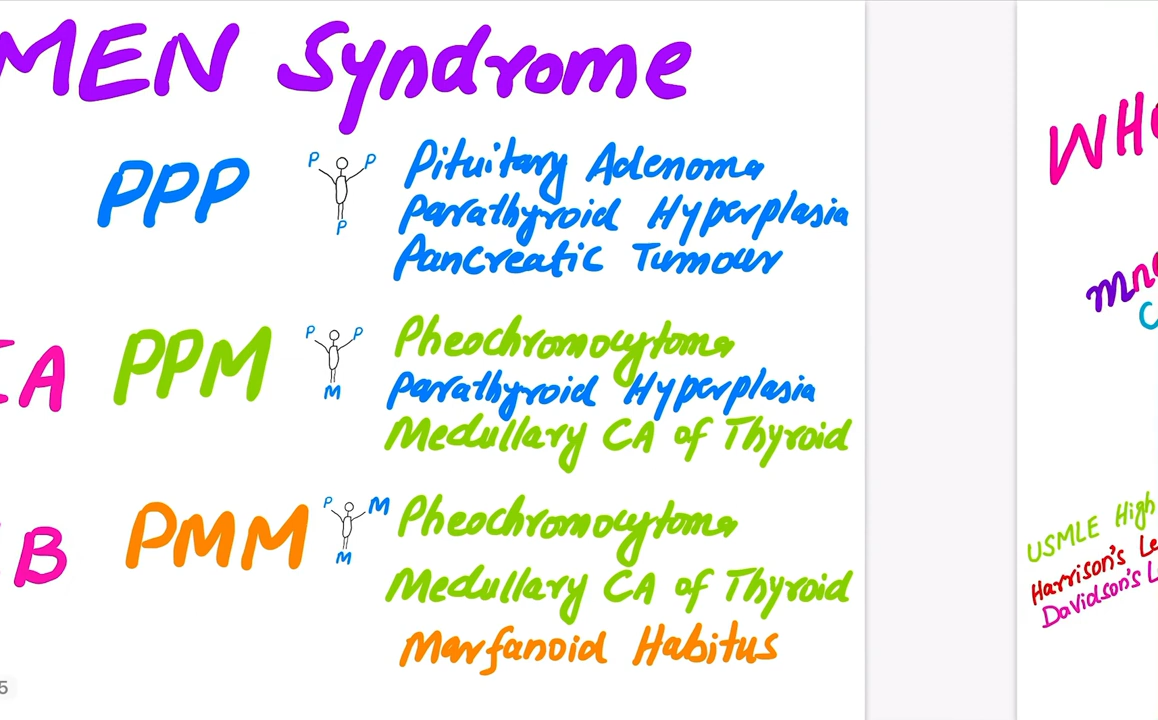 MEN Syndrome
PPP
P P
P
Pituitary Adenoma
Parathyroid Hyperplasia
Pancreatic Tumour
A
PPM
P P
M
Pheochromocytoma
Parathyroid Hyperplasia
Medullary CA of Thyroid
B
PMM
P M
M
Pheochromocytoma
Medullary CA of Thyroid
Marfanoid Habitus
5
USMLE High
Harrison's
Davidson's